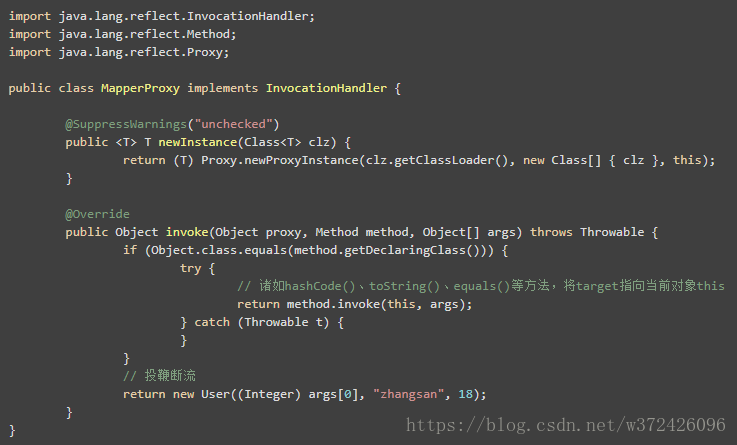 import java.lang.reflect.InvocationHandler;
import java.lang.reflect.Method;
import java.lang.reflect.Proxy;
public class MapperProxy implements InvocationHandler {
@SuppressWarnings("unchecked")
public <T> T newInstance(Class<T> clz) {
return (T) Proxy.newProxyInstance(clz.getClassLoader(), new Class[] { clz }, this);
}
@Override
public Object invoke(Object proxy, Method method, Object[] args) throws Throwable {
if (Object.class.equals(method.getDeclaringClass())) {
try {
// 诸如hashCode()、toString()、equals()等方法，将target指向当前对象this
return method.invoke(this, args);
} catch (Throwable t) {
}
}
// 投鞭断流
return new User((Integer) args[0], "zhangsan", 18);
}
}
https://blog.csdn.net/w372426096